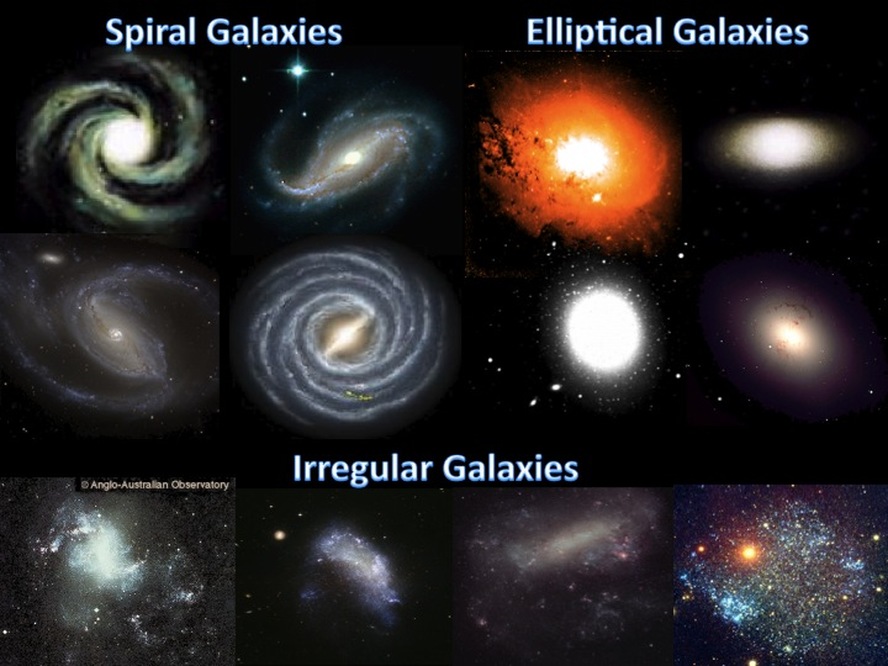 Spiral Galaxies
Elliptical Galaxies
Irregular Galaxies
© Anglo-Australian Observatory